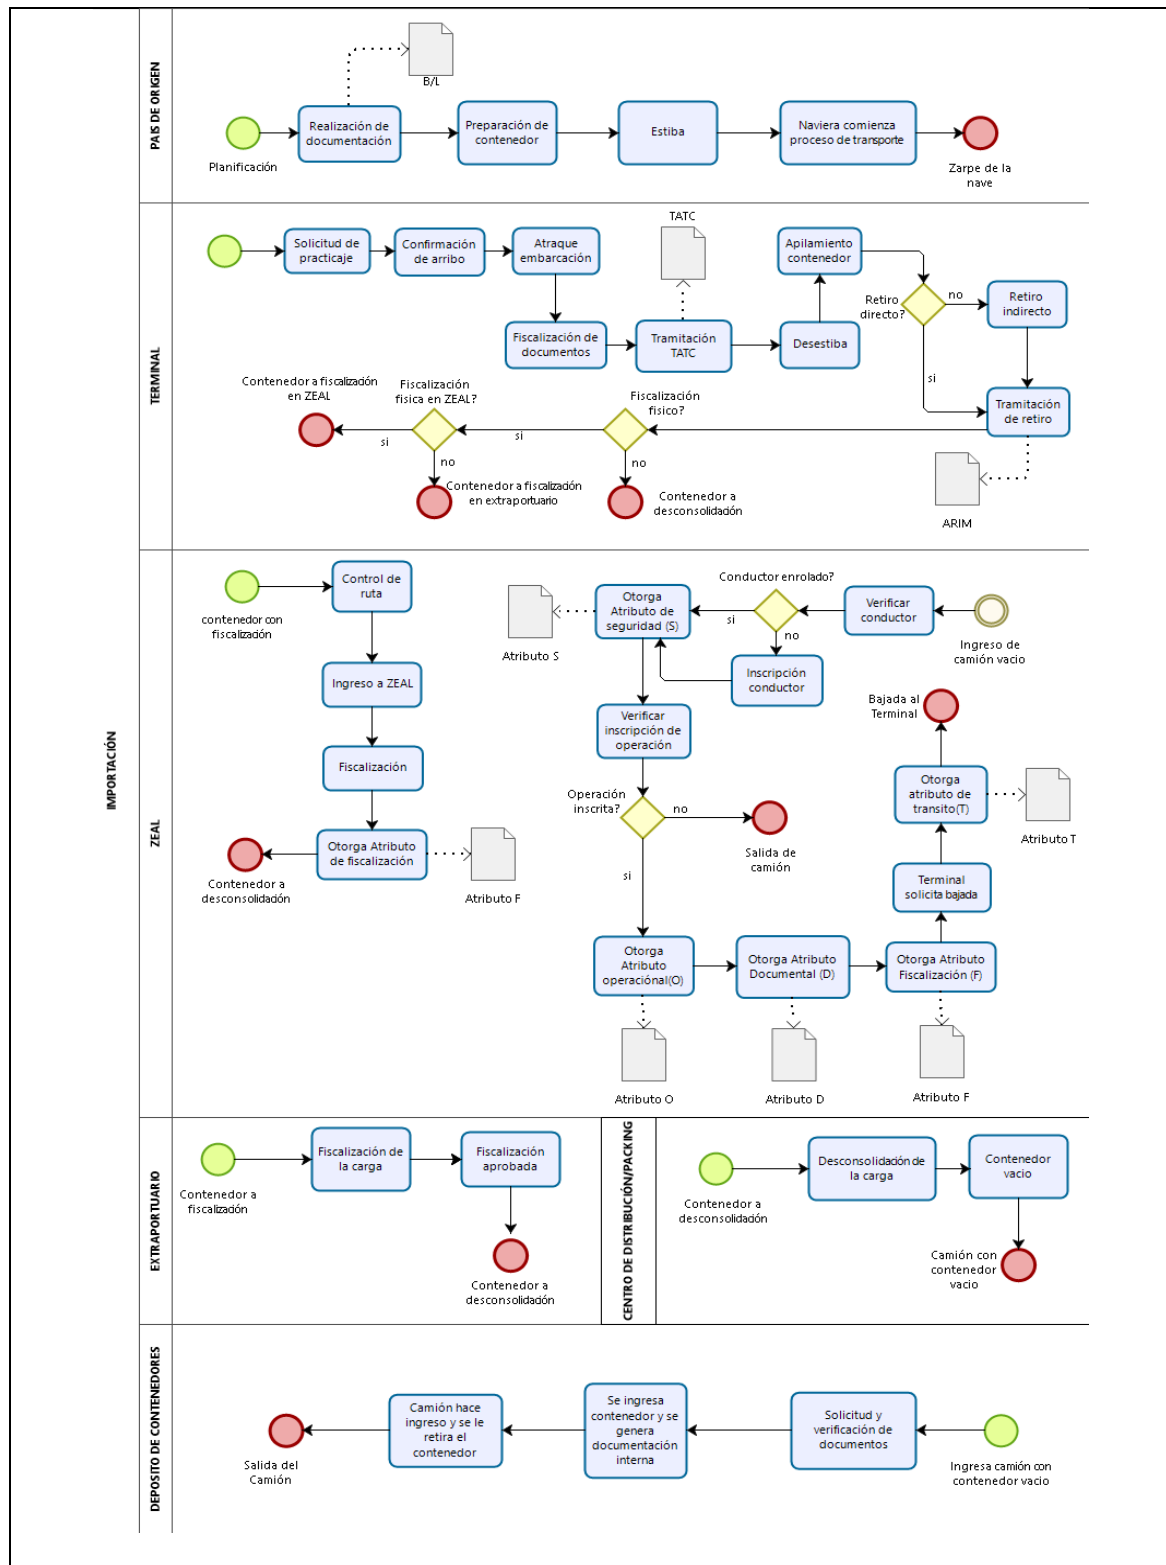 IMPORTACIÓN
PAIS DE ORIGEN
B/L
Planificación
Realización de
documentación
Preparación de
contenedor
Estiba
Naviera comienza
proceso de transporte
Zarpe de la
nave
TERMINAL
Solicitud de
practicaje
Confirmación
de arribo
Atraque
embarcación
Fiscalización de
documentos
TATC
Tramitación
TATC
Desestiba
Apilamiento
contenedor
Retiro
directo?
no
Retiro
indirecto
si
Tramitación
de retiro
ARIM
Fiscalización
fisico?
si
no
Contenedor a
desconsolidación
Fiscalización
fisica en ZEAL?
si
no
Contenedor a fiscalización
en extraportuario
Contenedor a fiscalización
en ZEAL
ZEAL
contenedor con
fiscalización
Control de
ruta
Ingreso a ZEAL
Fiscalización
Otorga Atributo
de fiscalización
Atributo F
Contenedor a
desconsolidación
Ingreso de
camión vacio
Verificar
conductor
Conductor enrolado?
si
no
Inscripción
conductor
Otorga
Atributo de
seguridad (S)
Atributo S
Verificar
inscripción de
operación
Operación
inscrita?
no
Salida de
camión
si
Otorga
Atributo
operaciónal(O)
Atributo O
Otorga Atributo
Documental (D)
Atributo D
Otorga Atributo
Fiscalización (F)
Atributo F
Terminal
solicita bajada
Otorga
atributo de
transito(T)
Atributo T
Bajada al
Terminal
EXTRAPORTUARIO
Contenedor a
fiscalización
Fiscalización de
la carga
Fiscalización
aprobada
Contenedor a
desconsolidación
CENTRO DE DISTRIBUCIÓN/PACKING
Contenedor a
desconsolidación
Desconsolidación de
la carga
Contenedor
vacio
Camión con
contenedor
vacio
DEPOSITO DE CONTENEDORES
Salida del
Camión
Camión hace
ingreso y se le
retira el
contenedor
Se ingresa
contenedor y se
genera
documentación
interna
Solicitud y
verificación de
documentos
Ingresa camión con
contenedor vacio